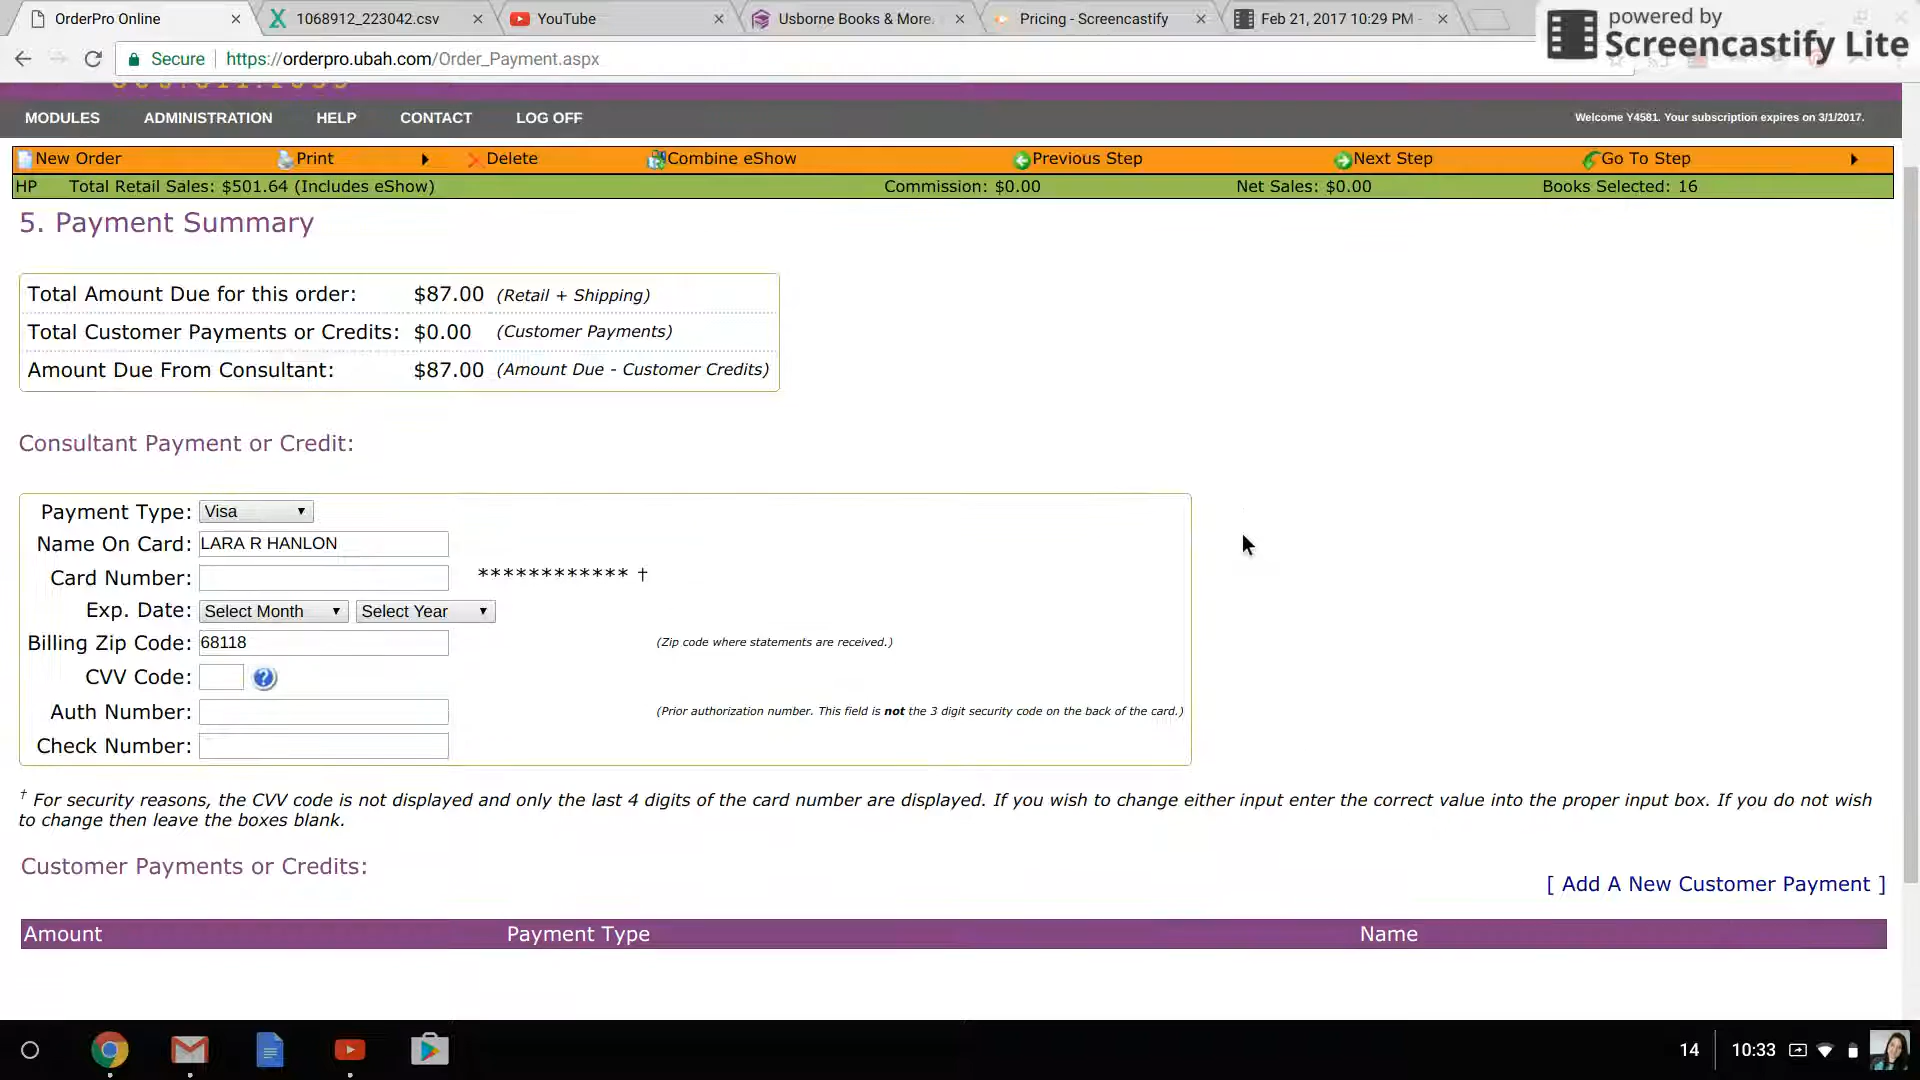 OrderPro Online
1068912_223042.csv
YouTube
Usborne Books & More.
Pricing - Screencastify
Feb 21, 2017 10:29 PM -
powered by
Screencastify Lite
Secure
https://orderpro.ubah.com/Order_Payment.aspx
MODULES ADMINISTRATION HELP CONTACT LOG OFF
Welcome Y4581. Your subscription expires on 3/1/2017.
New Order Print Delete Combine eShow Previous Step Next Step Go To Step
HP Total Retail Sales: $501.64 (Includes eShow) Commission: $0.00 Net Sales: $0.00 Books Selected: 16
5. Payment Summary
Total Amount Due for this order: $87.00 (Retail + Shipping)
Total Customer Payments or Credits: $0.00 (Customer Payments)
Amount Due From Consultant: $87.00 (Amount Due - Customer Credits)
Consultant Payment or Credit:
Payment Type: Visa
Name On Card: LARA R HANLON
Card Number: ************ †
Exp. Date: Select Month Select Year
Billing Zip Code: 68118 (Zip code where statements are received.)
CVV Code: ?
Auth Number: (Prior authorization number. This field is not the 3 digit security code on the back of the card.)
Check Number:
† For security reasons, the CVV code is not displayed and only the last 4 digits of the card number are displayed. If you wish to change either input enter the correct value into the proper input box. If you do not wish
to change then leave the boxes blank.
Customer Payments or Credits:
[ Add A New Customer Payment ]
Amount Payment Type Name
14 10:33